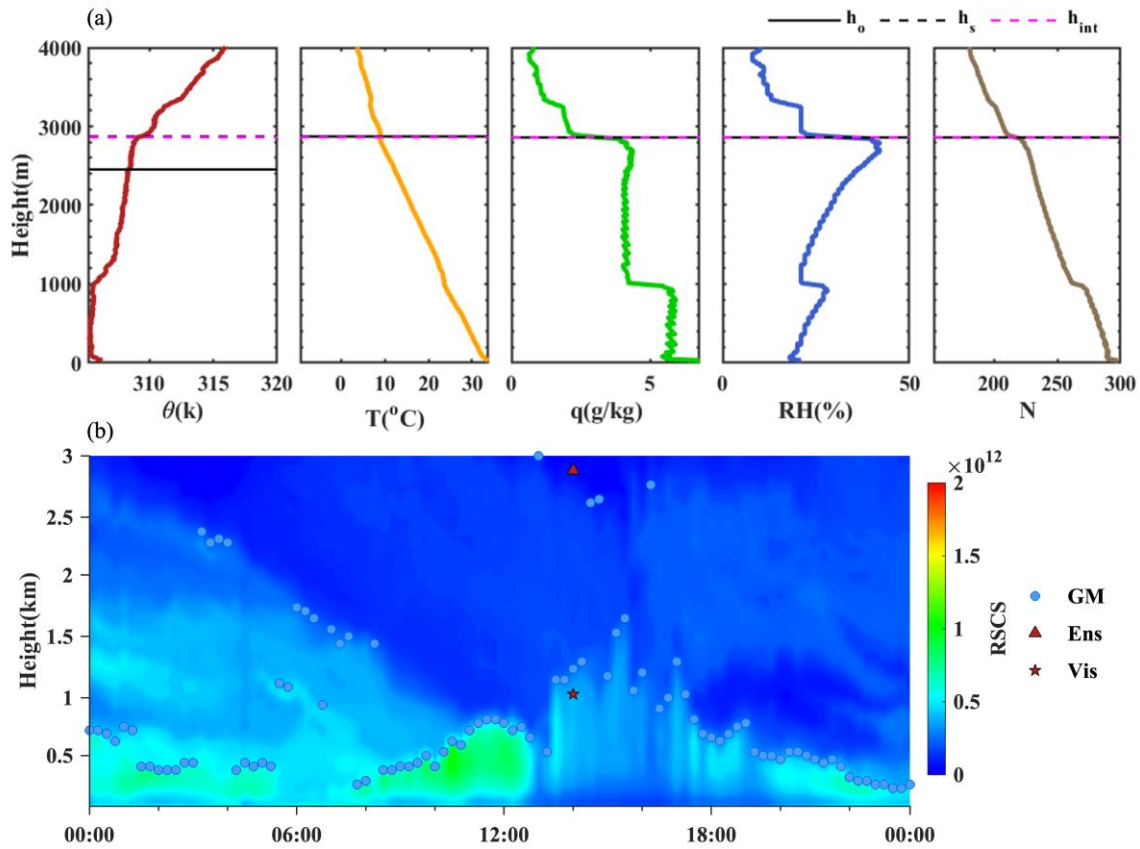 (a)
h_o h_s h_int
4000
3000
2000
1000
0
Height(m)
310 315 320
θ(k)
0 10 20 30
T(°C)
0 5
q(g/kg)
0 50
RH(%)
200 250 300
N
(b)
3
2.5
2
1.5
1
0.5
Height(km)
00:00 06:00 12:00 18:00 00:00
×10^12
2
1.5
1
0.5
0
RSCS
GM
Ens
Vis